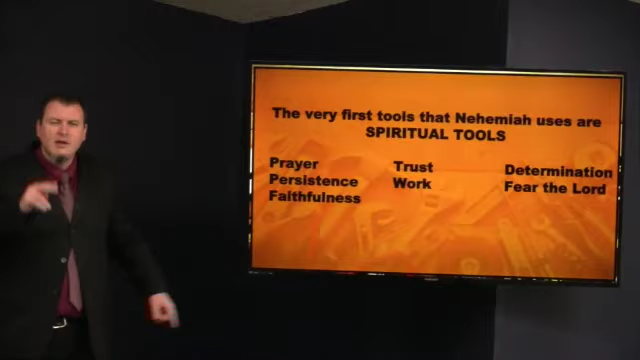 The very first tools that Nehemiah uses are
SPIRITUAL TOOLS
Prayer
Persistence
Faithfulness
Trust
Work
Determination
Fear the Lord